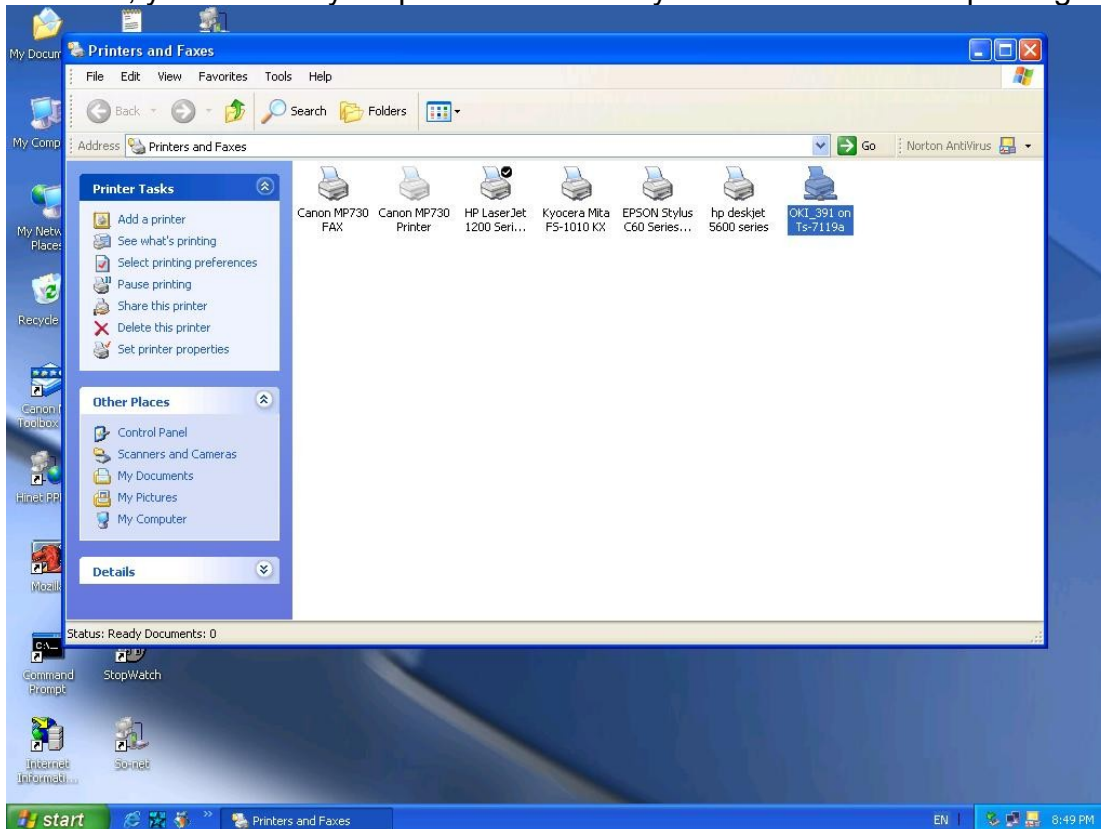 My Docum
Printers and Faxes
File Edit View Favorites Tools Help
Back Search Folders
Address Printers and Faxes Go Norton AntiVirus
My Comp
My Netw
Places
Recycle
Canon
Toolbox
Hinet PP
Mozill
Command
Prompt
StopWatch
Internet
Informati...
So-net
Printer Tasks
Add a printer
See what's printing
Select printing preferences
Pause printing
Share this printer
Delete this printer
Set printer properties
Other Places
Control Panel
Scanners and Cameras
My Documents
My Pictures
My Computer
Details
Canon MP730
FAX
Canon MP730
Printer
HP LaserJet
1200 Seri...
Kyocera Mita
FS-1010 KX
EPSON Stylus
C60 Series...
hp deskjet
5600 series
OKI_391 on
Ts-7119a
Status: Ready Documents: 0
start Printers and Faxes EN 8:49 PM